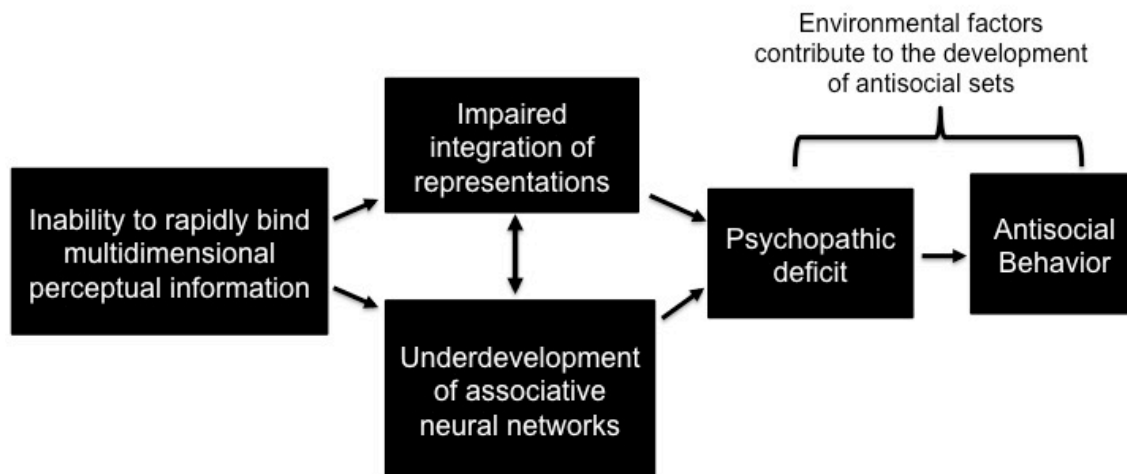 Environmental factors
contribute to the development
of antisocial sets
Impaired
integration of
representations
Inability to rapidly bind
multidimensional
perceptual information
Psychopathic
deficit
Antisocial
Behavior
Underdevelopment
of associative
neural networks